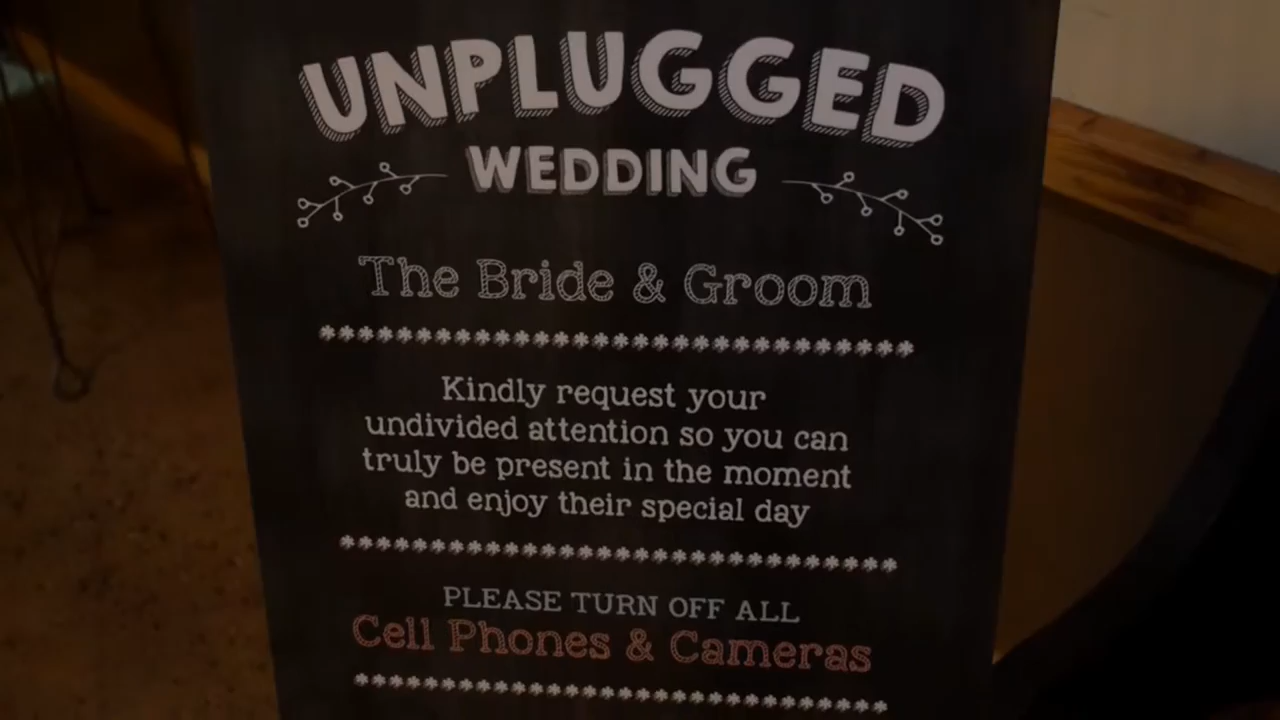 UNPLUGGED
WEDDING
The Bride & Groom
Kindly request your
undivided attention so you can
truly be present in the moment
and enjoy their special day
PLEASE TURN OFF ALL
Cell Phones & Cameras